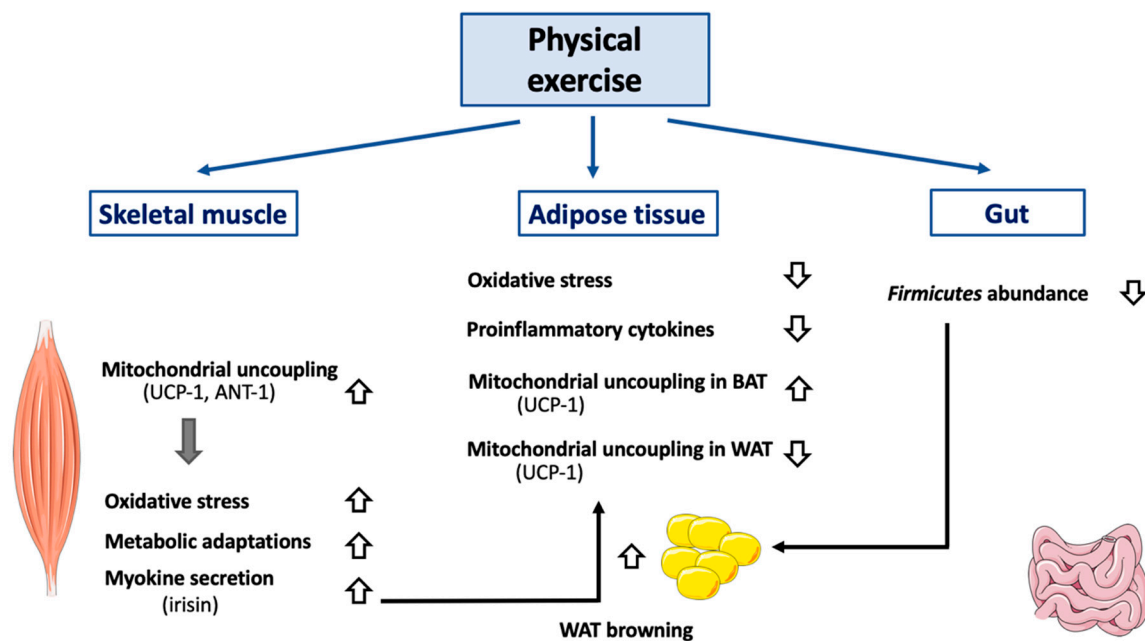 Physical
exercise
Skeletal muscle
Adipose tissue
Gut
Mitochondrial uncoupling
(UCP-1, ANT-1)
Oxidative stress
Metabolic adaptations
Myokine secretion
(irisin)
Oxidative stress
Proinflammatory cytokines
Mitochondrial uncoupling in BAT
(UCP-1)
Mitochondrial uncoupling in WAT
(UCP-1)
WAT browning
Firmicutes abundance